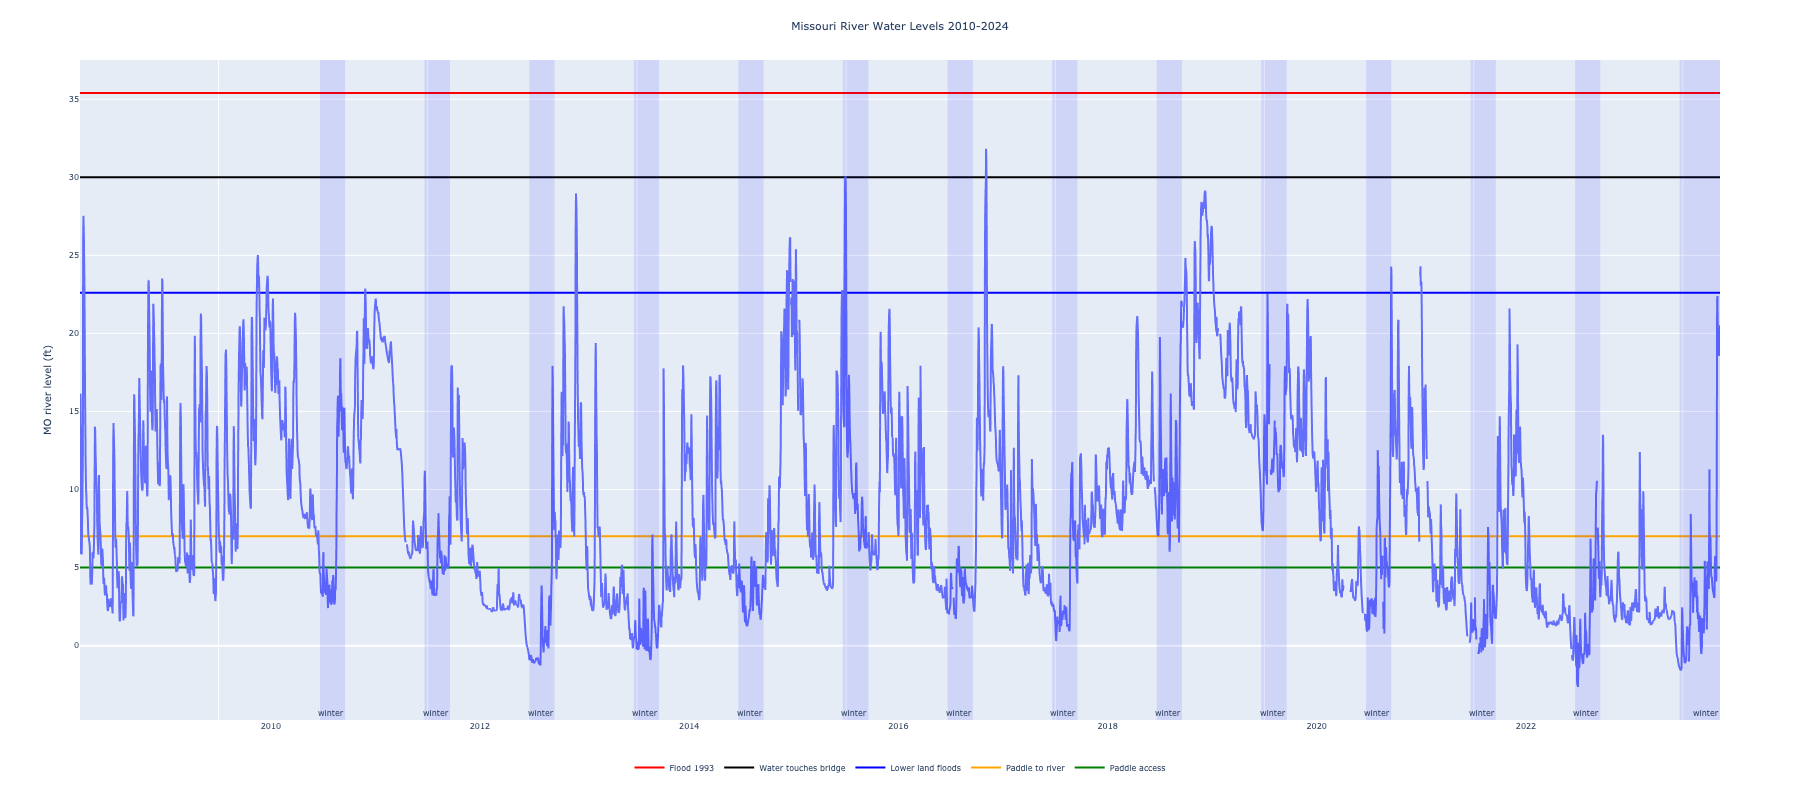 Missouri River Water Levels 2010-2024
MO river level (ft)
35
30
25
20
15
10
5
0
winter winter winter winter winter winter winter winter winter winter winter winter winter winter
2010 2012 2014 2016 2018 2020 2022
Flood 1993 Water touches bridge Lower land floods Paddle to river Paddle access